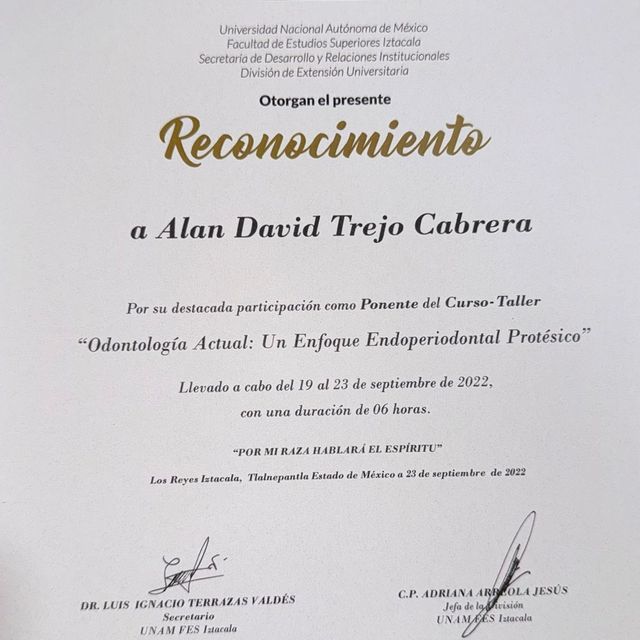 Universidad Nacional Autónoma de México
Facultad de Estudios Superiores Iztacala
Secretaría de Desarrollo y Relaciones Institucionales
División de Extensión Universitaria
Otorgan el presente
Reconocimiento
a Alan David Trejo Cabrera
Por su destacada participación como Ponente del Curso-Taller
“Odontología Actual: Un Enfoque Endoperiodontal Protésico”
Llevado a cabo del 19 al 23 de septiembre de 2022,
con una duración de 06 horas.
“POR MI RAZA HABLARÁ EL ESPÍRITU”
Los Reyes Iztacala, Tlalnepantla Estado de México a 23 de septiembre de 2022
DR. LUIS IGNACIO TERRAZAS VALDÉS
Secretario
UNAM FES Iztacala
C.P. ADRIANA ARREOLA JESÚS
Jefa de la División
UNAM FES Iztacala